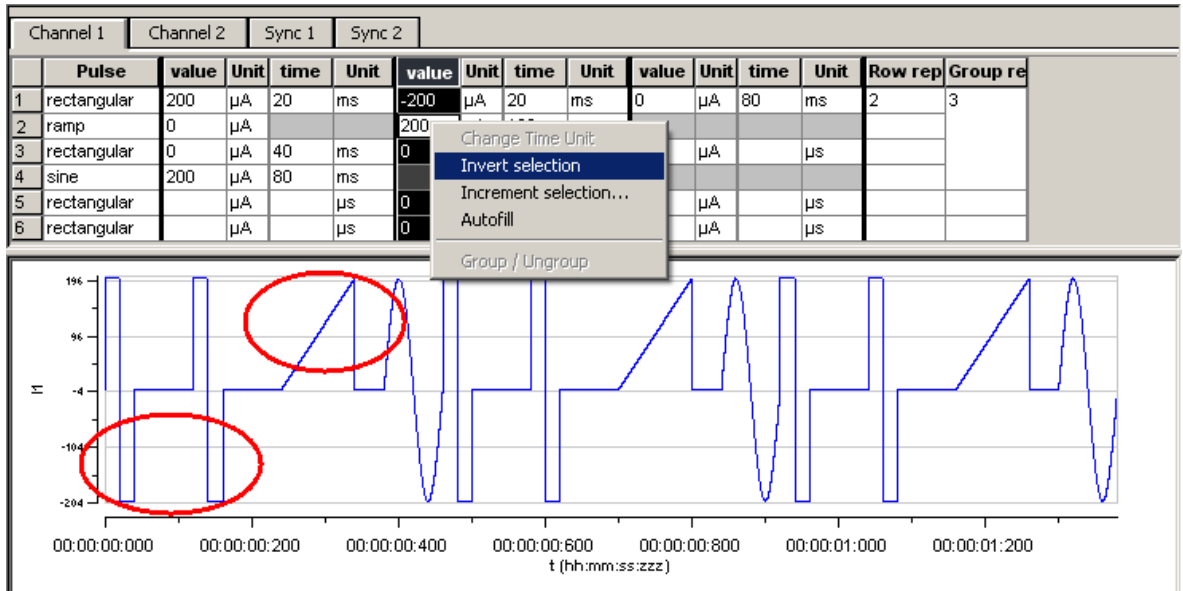 Channel 1 Channel 2 Sync 1 Sync 2
Pulse value Unit time Unit value Unit time Unit value Unit time Unit Row rep Group re
1 rectangular 200 µA 20 ms -200 µA 20 ms 0 µA 80 ms 2 3
2 ramp 0 µA 200
3 rectangular 0 µA 40 ms 0 µA µs
4 sine 200 µA 80 ms
5 rectangular µA µs 0 µA µs
6 rectangular µA µs 0 µA µs
Change Time Unit
Invert selection
Increment selection...
Autofill
Group / Ungroup
196
96
-4
-104
-204
00:00:00:000 00:00:00:200 00:00:00:400 00:00:00:600 00:00:00:800 00:00:01:000 00:00:01:200
t (hh:mm:ss:zzz)